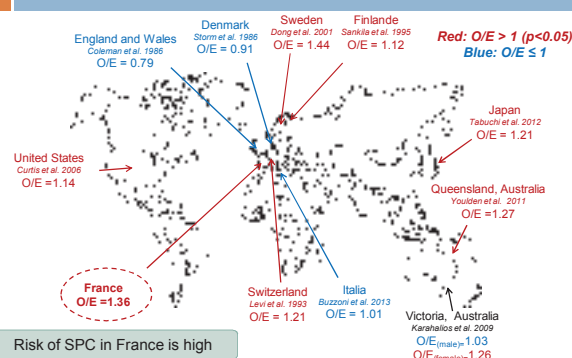 Sweden
Dong et al. 2001
O/E = 1.44
Finlande
Sankila et al. 1995
O/E = 1.12
Denmark
Storm et al. 1986
O/E = 0.91
England and Wales
Coleman et al. 1986
O/E = 0.79
Red: O/E > 1 (p<0.05)
Blue: O/E ≤ 1
Japan
Tabuchi et al. 2012
O/E = 1.21
United States
Curtis et al. 2006
O/E =1.14
Queensland, Australia
Youlden et al. 2011
O/E =1.27
France
O/E =1.36
Switzerland
Levi et al. 1993
O/E = 1.21
Italia
Buzzoni et al. 2013
O/E = 1.01
Victoria, Australia
Karahalios et al. 2009
O/E(male)=1.03
O/E(female)=1.26
Risk of SPC in France is high